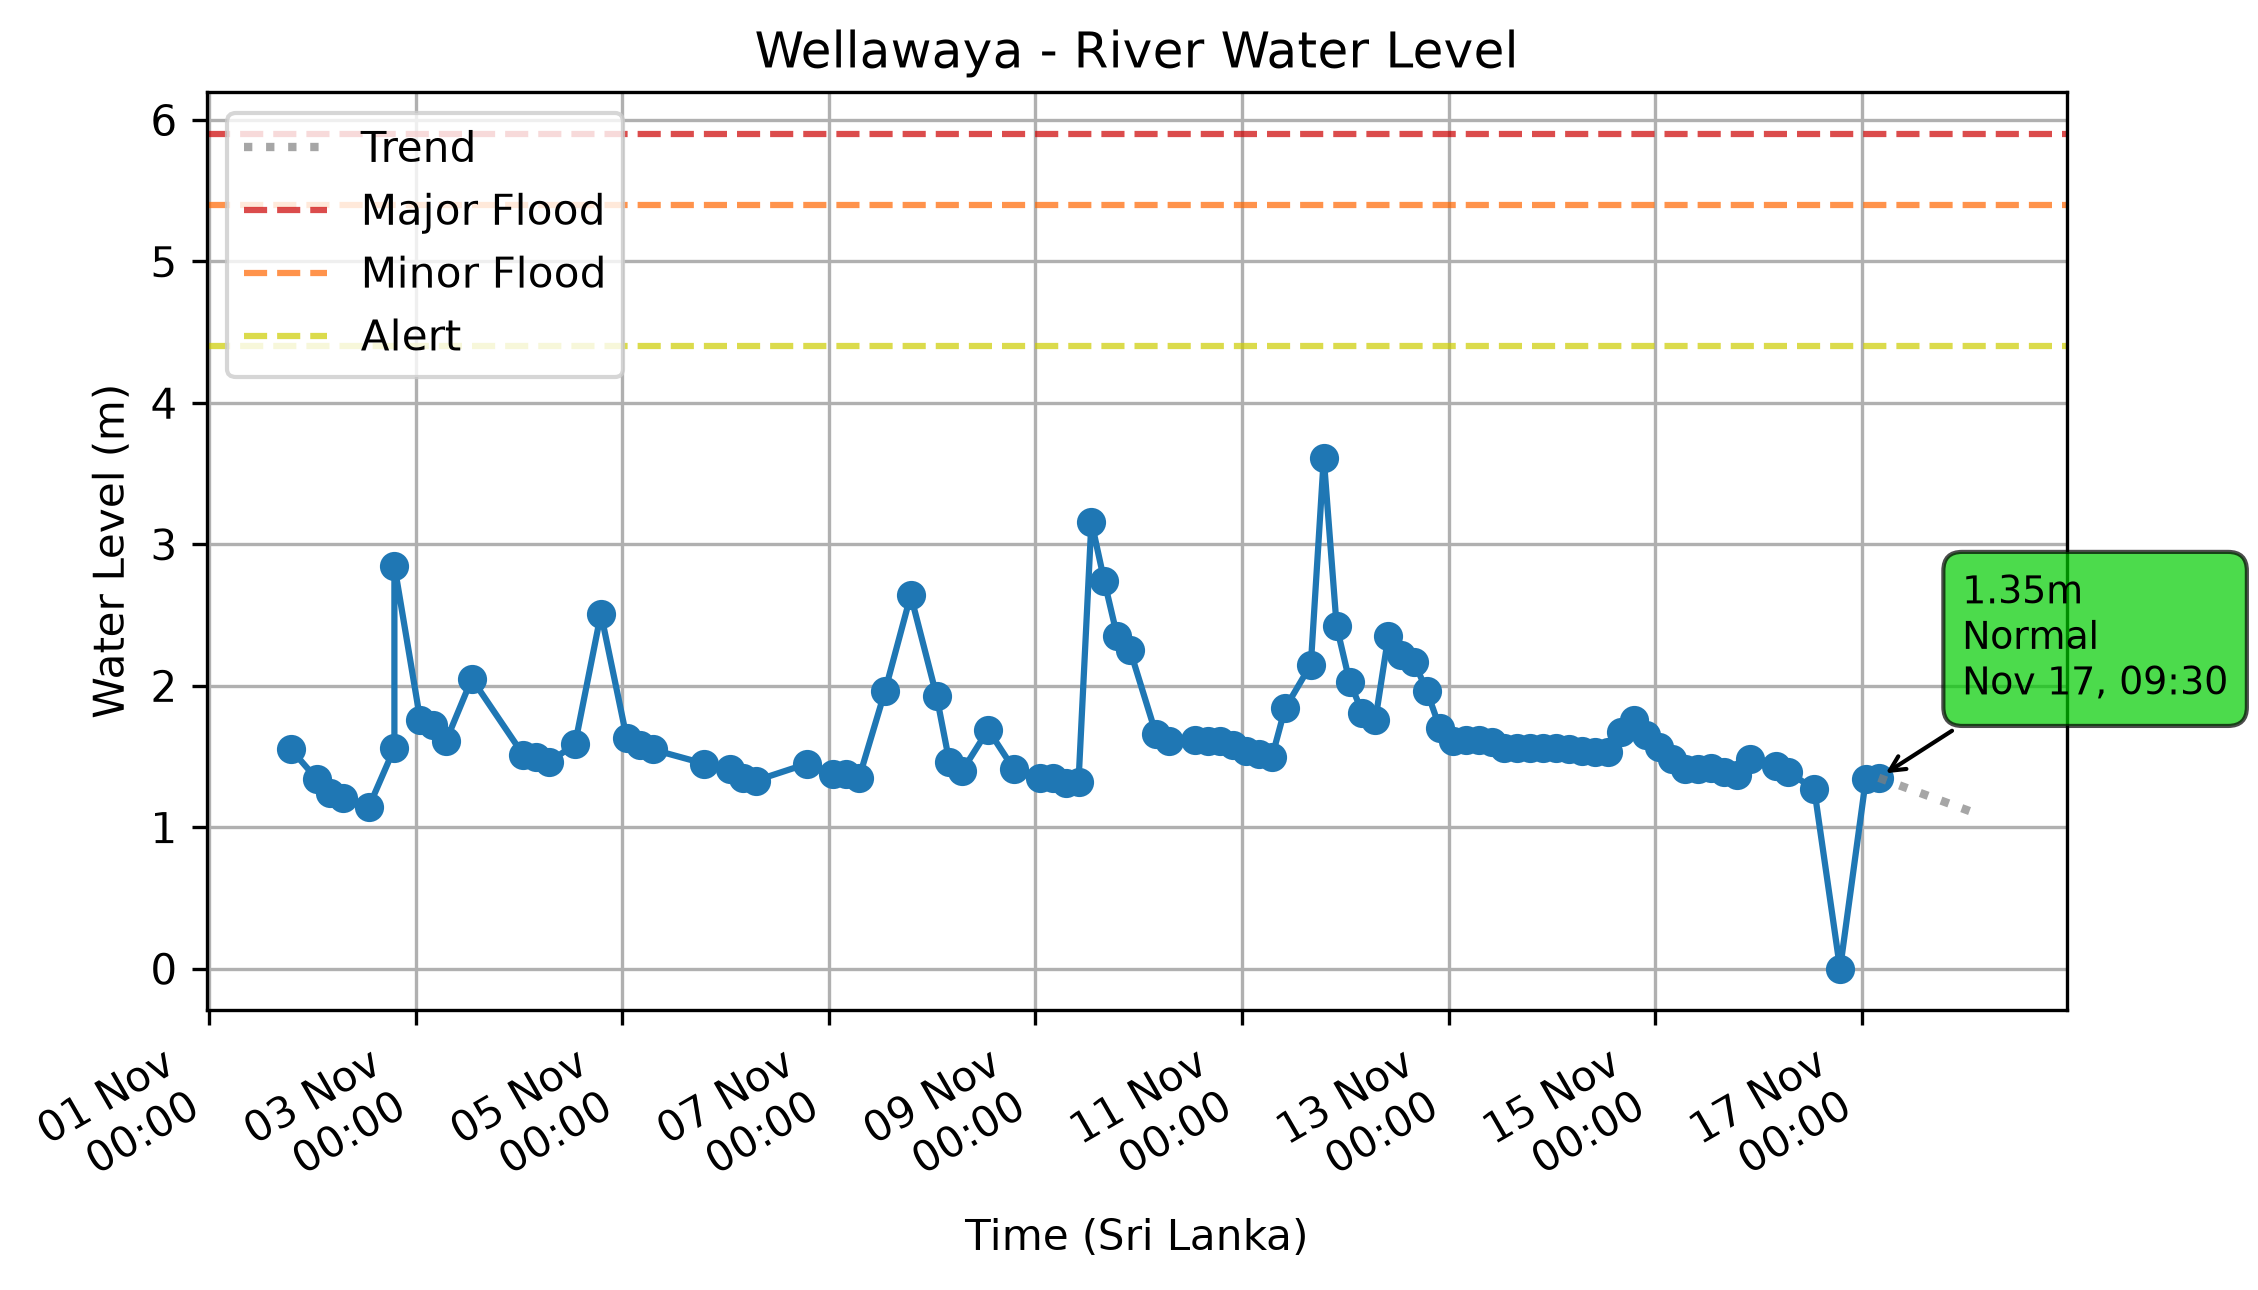 Wellawaya - River Water Level
Trend
Major Flood
Minor Flood
Alert
6
5
4
3
2
1
0
Water Level (m)
1.35m
Normal
Nov 17, 09:30
01 Nov
00:00
03 Nov
00:00
05 Nov
00:00
07 Nov
00:00
09 Nov
00:00
11 Nov
00:00
13 Nov
00:00
15 Nov
00:00
17 Nov
00:00
Time (Sri Lanka)